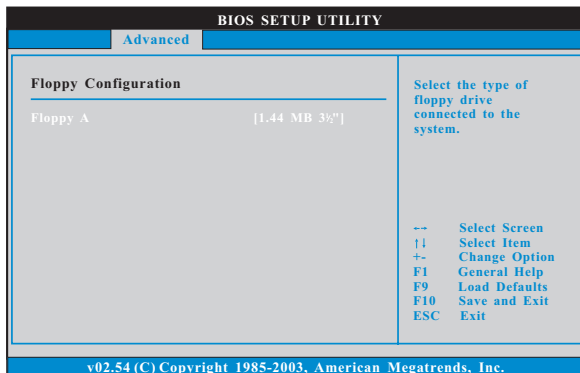 BIOS SETUP UTILITY
Advanced
Floppy Configuration
Floppy A [1.44 MB 3½"]
Select the type of
floppy drive
connected to the
system.
←→ Select Screen
↑↓ Select Item
+- Change Option
F1 General Help
F9 Load Defaults
F10 Save and Exit
ESC Exit
v02.54 (C) Copyright 1985-2003, American Megatrends, Inc.